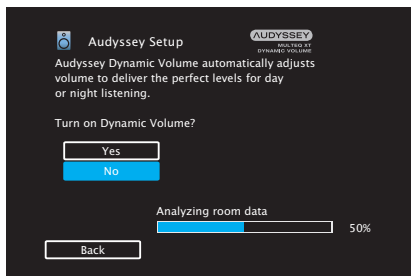 Audyssey Setup
AUDYSSEY
MULTEQ XT
DYNAMIC VOLUME
Audyssey Dynamic Volume automatically adjusts
volume to deliver the perfect levels for day
or night listening.
Turn on Dynamic Volume?
Yes
No
Analyzing room data
50%
Back